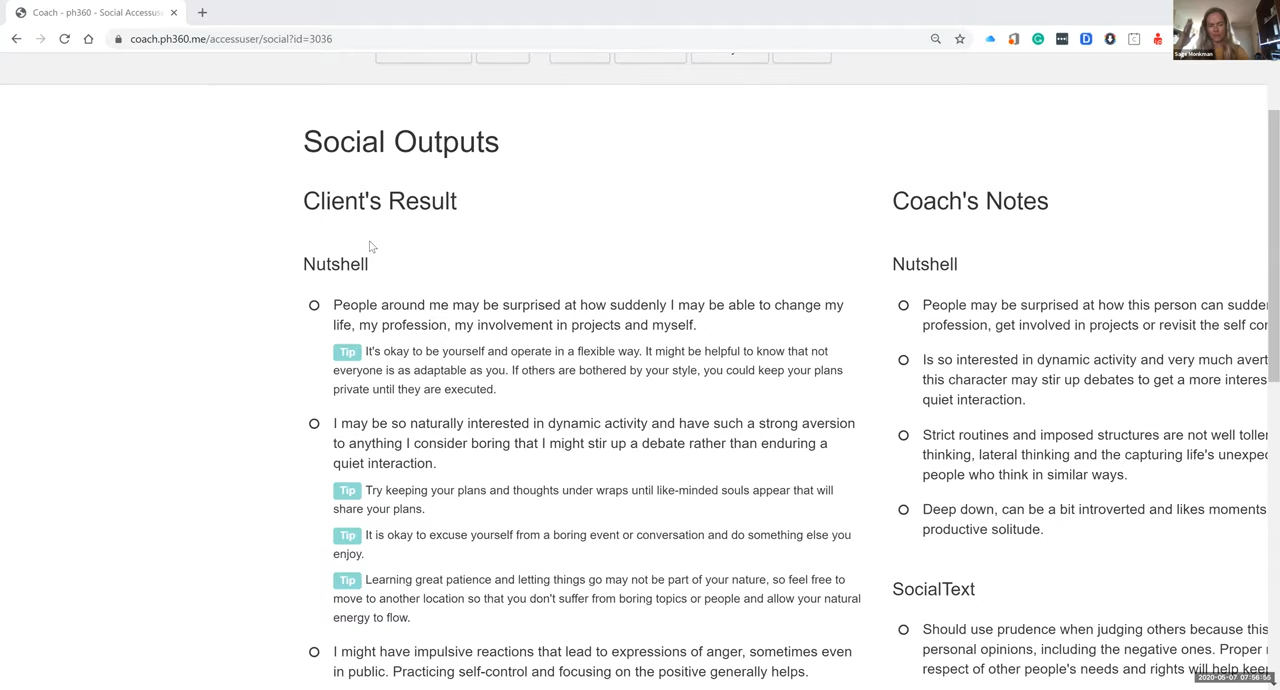 Coach - ph360 - Social Accessuse
coach.ph360.me/accessuser/social?id=3036
Sage Monkman
Social Outputs
Client's Result
Nutshell
People around me may be surprised at how suddenly I may be able to change my
life, my profession, my involvement in projects and myself.
Tip It's okay to be yourself and operate in a flexible way. It might be helpful to know that not
everyone is as adaptable as you. If others are bothered by your style, you could keep your plans
private until they are executed.
I may be so naturally interested in dynamic activity and have such a strong aversion
to anything I consider boring that I might stir up a debate rather than enduring a
quiet interaction.
Tip Try keeping your plans and thoughts under wraps until like-minded souls appear that will
share your plans.
Tip It is okay to excuse yourself from a boring event or conversation and do something else you
enjoy.
Tip Learning great patience and letting things go may not be part of your nature, so feel free to
move to another location so that you don't suffer from boring topics or people and allow your natural
energy to flow.
I might have impulsive reactions that lead to expressions of anger, sometimes even
in public. Practicing self-control and focusing on the positive generally helps.
Coach's Notes
Nutshell
People may be surprised at how this person can sudde
profession, get involved in projects or revisit the self con
Is so interested in dynamic activity and very much avert
this character may stir up debates to get a more interes
quiet interaction.
Strict routines and imposed structures are not well toller
thinking, lateral thinking and the capturing life's unexpec
people who think in similar ways.
Deep down, can be a bit introverted and likes moments
productive solitude.
SocialText
Should use prudence when judging others because this
personal opinions, including the negative ones. Proper
respect of other people's needs and rights will help keep
2020-05-07 07:56:55